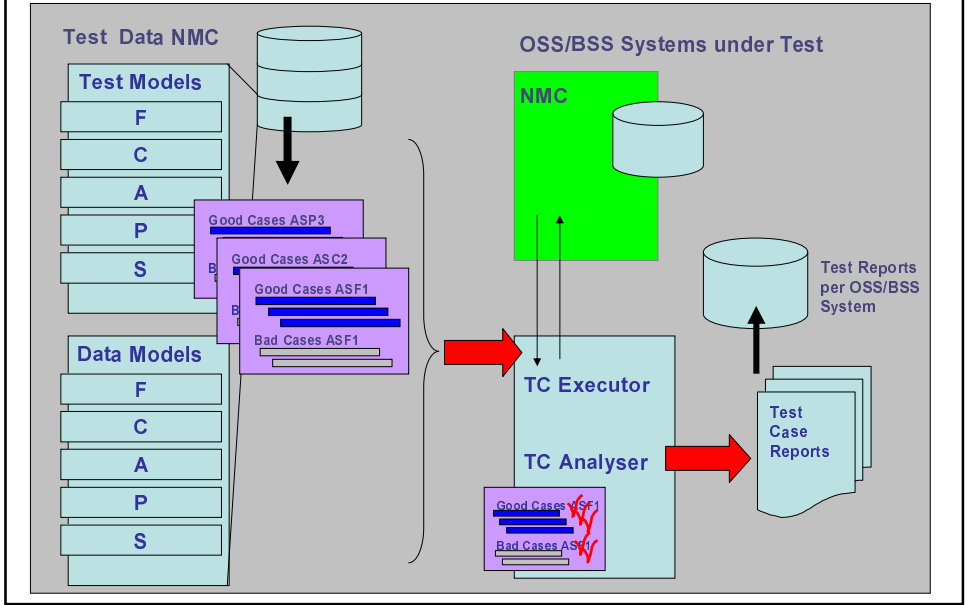 Test Data NMC
Test Models
F
C
A
P
S
Data Models
F
C
A
P
S
Good Cases ASP3
B
Good Cases ASC2
B
Good Cases ASF1
Bad Cases ASF1
OSS/BSS Systems under Test
NMC
TC Executor
TC Analyser
Good Cases ASF1
Bad Cases ASF1
Test
Case
Reports
Test Reports
per OSS/BSS
System